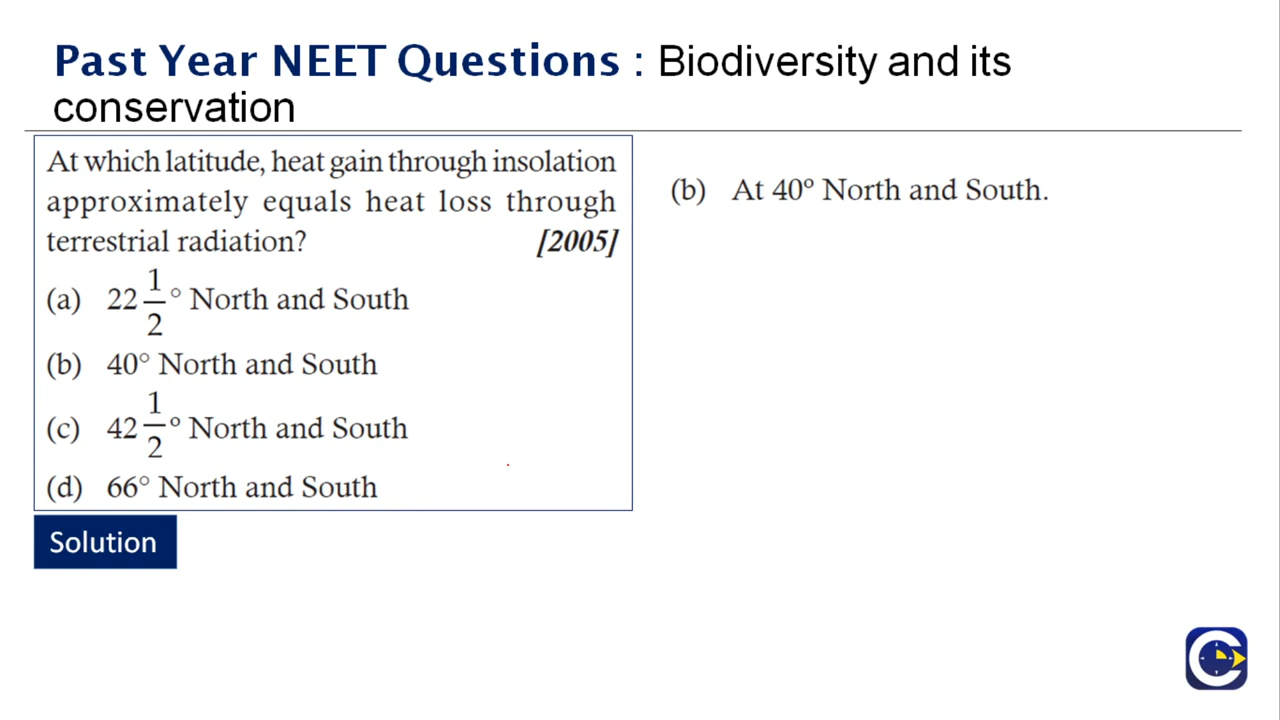 Past Year NEET Questions : Biodiversity and its
conservation
At which latitude, heat gain through insolation
approximately equals heat loss through
terrestrial radiation? [2005]
(a) 22 1/2° North and South
(b) 40° North and South
(c) 42 1/2° North and South
(d) 66° North and South
Solution
(b) At 40° North and South.